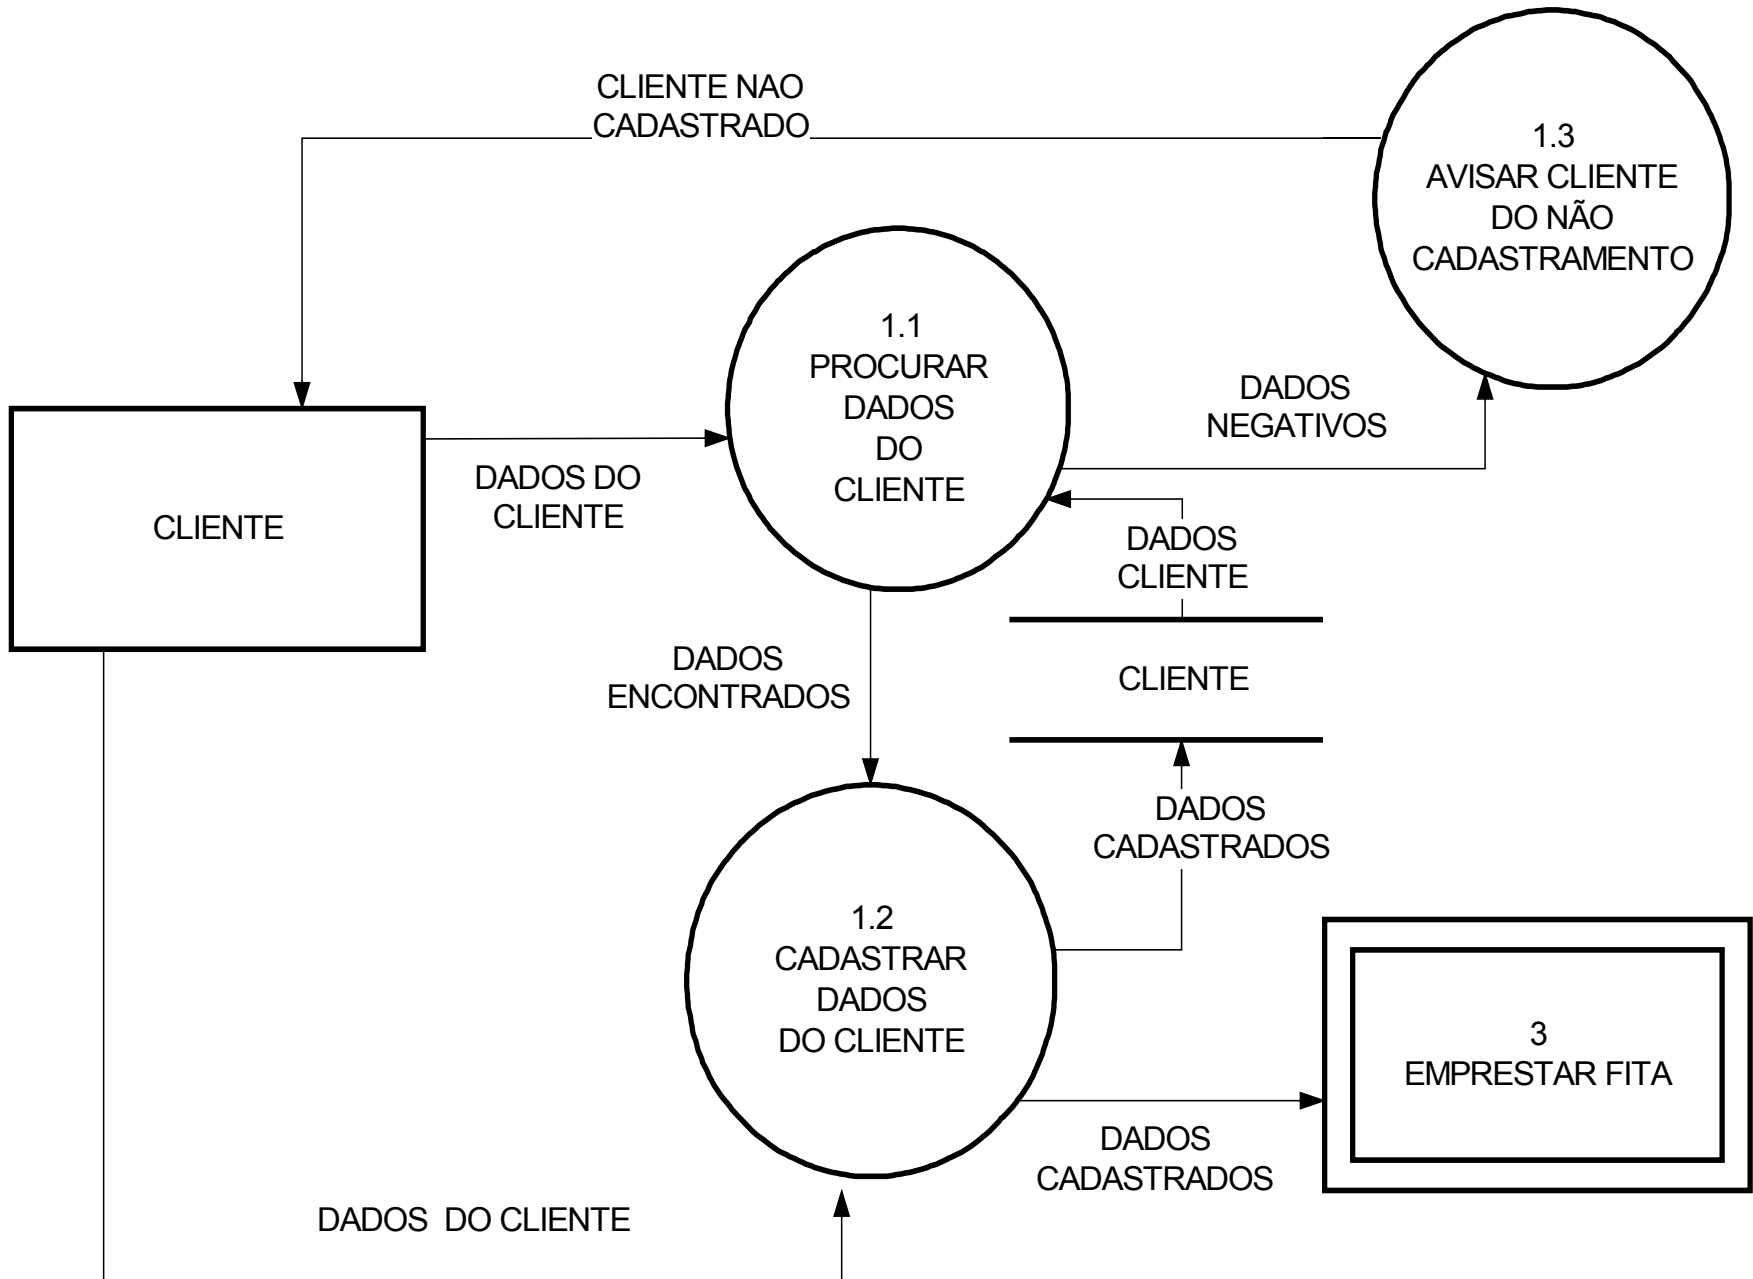 CLIENTE NAO
CADASTRADO
1.3
AVISAR CLIENTE
DO NÃO
CADASTRAMENTO
1.1
PROCURAR
DADOS
DO
CLIENTE
DADOS
NEGATIVOS
DADOS DO
CLIENTE
CLIENTE
DADOS
CLIENTE
DADOS
ENCONTRADOS
CLIENTE
DADOS
CADASTRADOS
1.2
CADASTRAR
DADOS
DO CLIENTE
3
EMPRESTAR FITA
DADOS
CADASTRADOS
DADOS DO CLIENTE